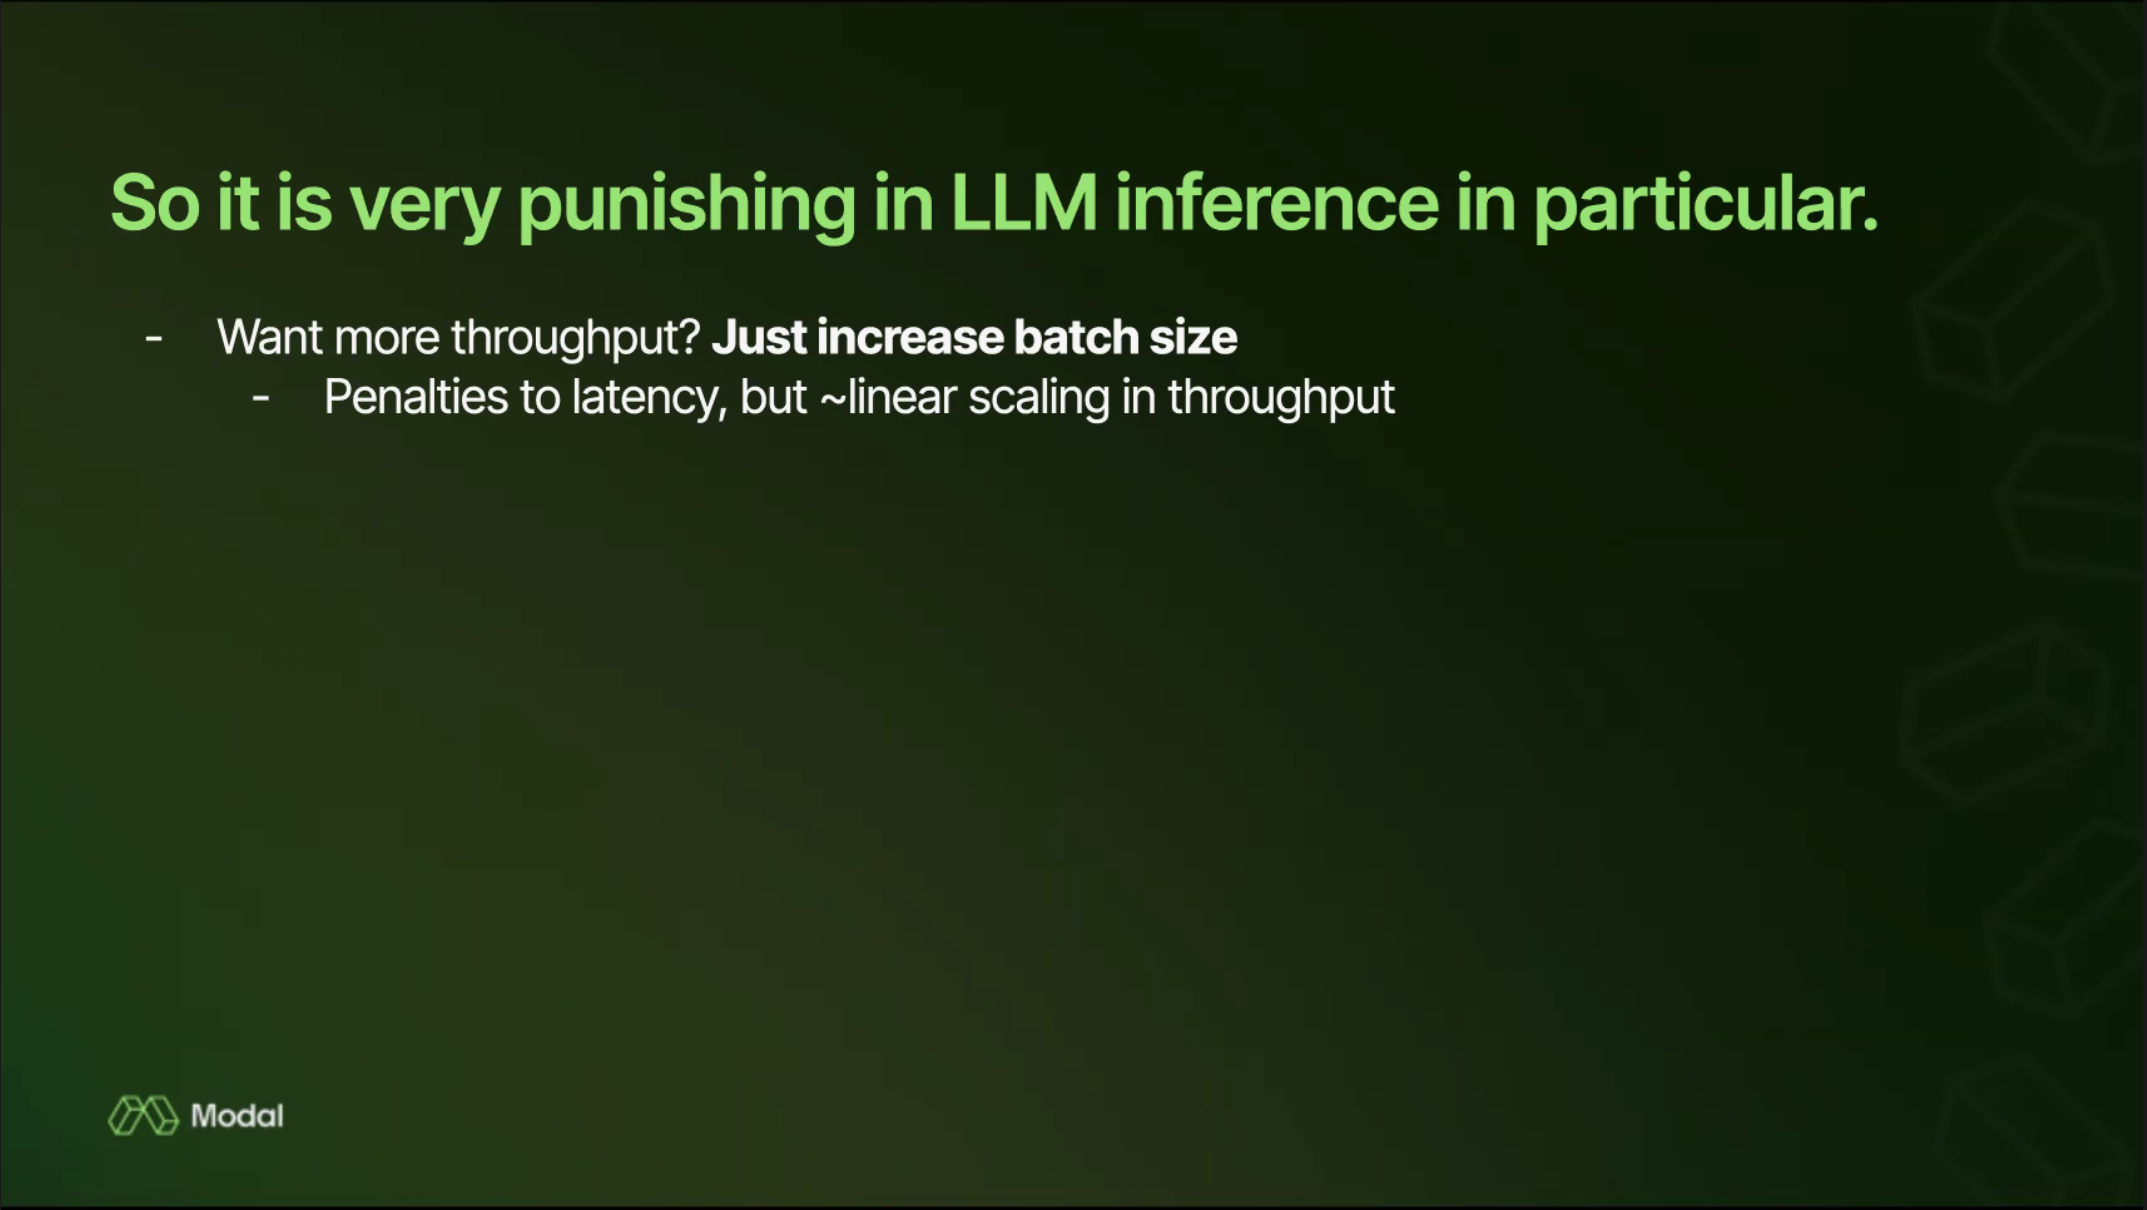 So it is very punishing in LLM inference in particular.
- Want more throughput? Just increase batch size
- Penalties to latency, but ~linear scaling in throughput
Modal